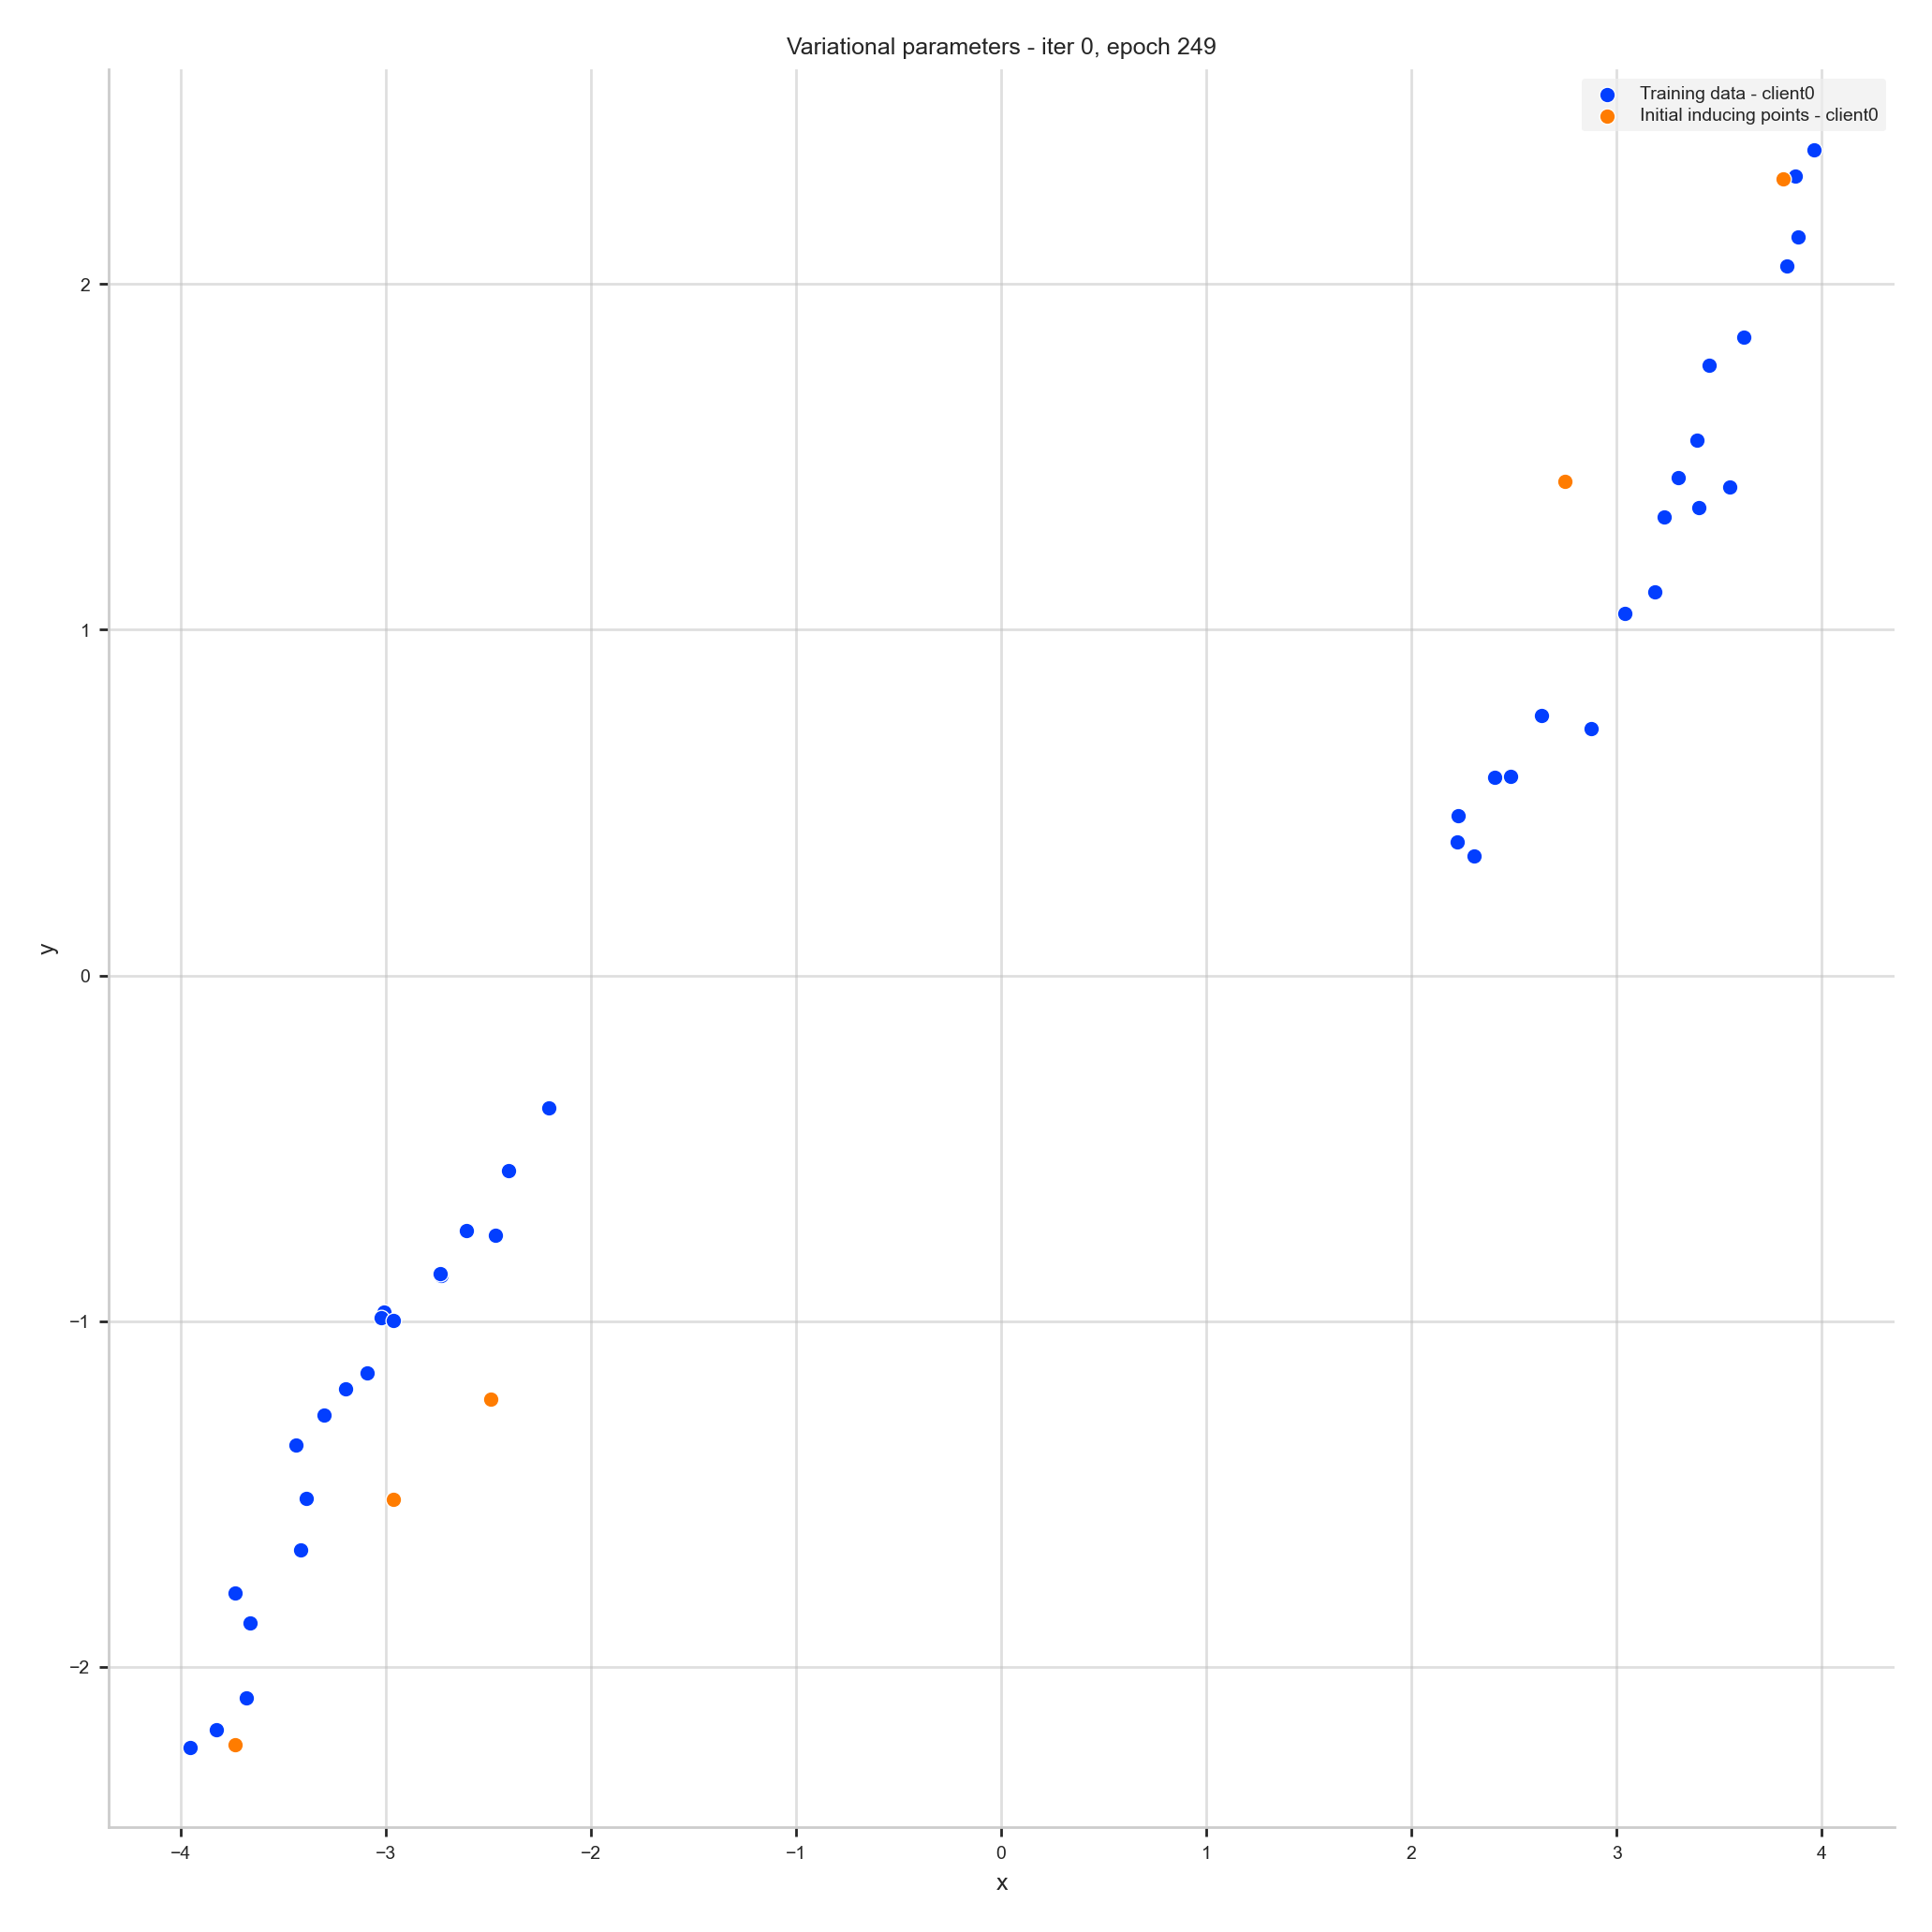 Variational parameters - iter 0, epoch 249
Training data - client0
Initial inducing points - client0
2
1
0
−1
−2
y
−4 −3 −2 −1 0 1 2 3 4
x